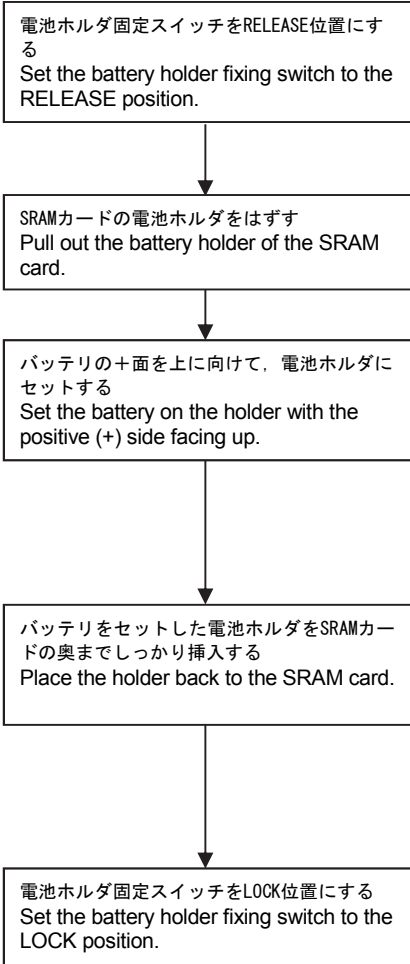 電池ホルダ固定スイッチをRELEASE位置にす
る
Set the battery holder fixing switch to the
RELEASE position.
SRAMカードの電池ホルダをはずす
Pull out the battery holder of the SRAM
card.
バッテリの＋面を上に向けて，電池ホルダに
セットする
Set the battery on the holder with the
positive (+) side facing up.
バッテリをセットした電池ホルダをSRAMカー
ドの奥までしっかり挿入する
Place the holder back to the SRAM card.
電池ホルダ固定スイッチをLOCK位置にする
Set the battery holder fixing switch to the
LOCK position.